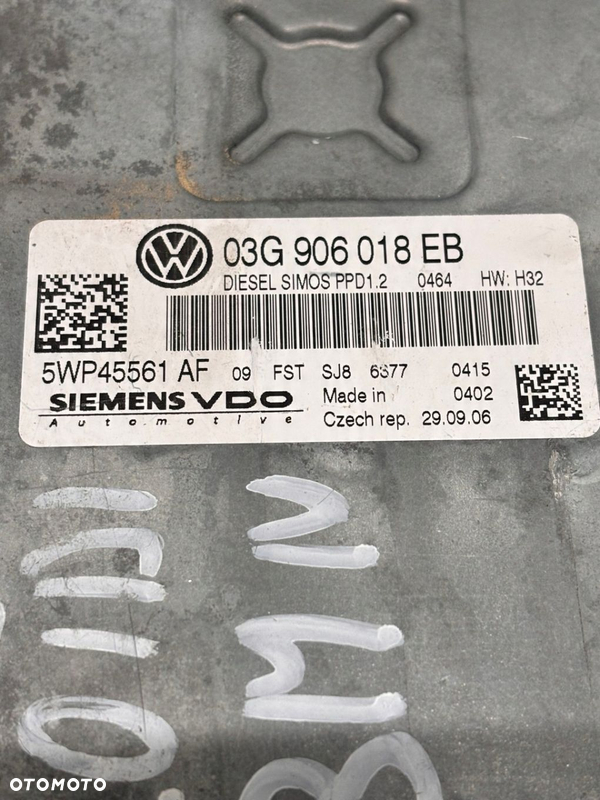 03G 906 018 EB
DIESEL SIMOS PPD1.2 0464 HW: H32
5WP45561 AF 09 FST SJ8 6377 0415
SIEMENS VDO Made in 0402
Automotive Czech rep. 29.09.06
BMN
OTOMOTO